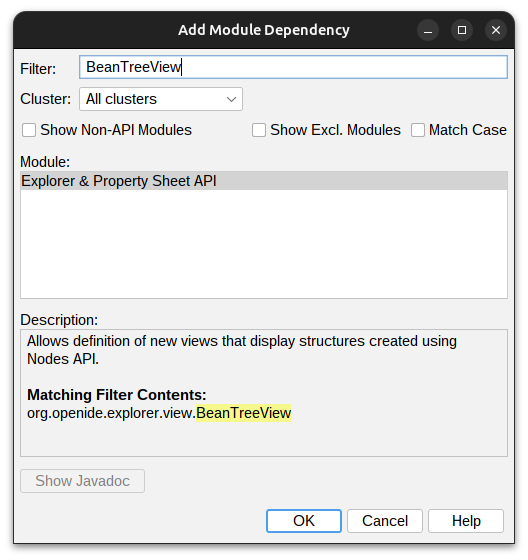 Add Module Dependency
Filter: BeanTreeView
Cluster: All clusters
Show Non-API Modules Show Excl. Modules Match Case
Module:
Explorer & Property Sheet API
Description:
Allows definition of new views that display structures created using
Nodes API.
Matching Filter Contents:
org.openide.explorer.view.BeanTreeView
Show Javadoc
OK Cancel Help